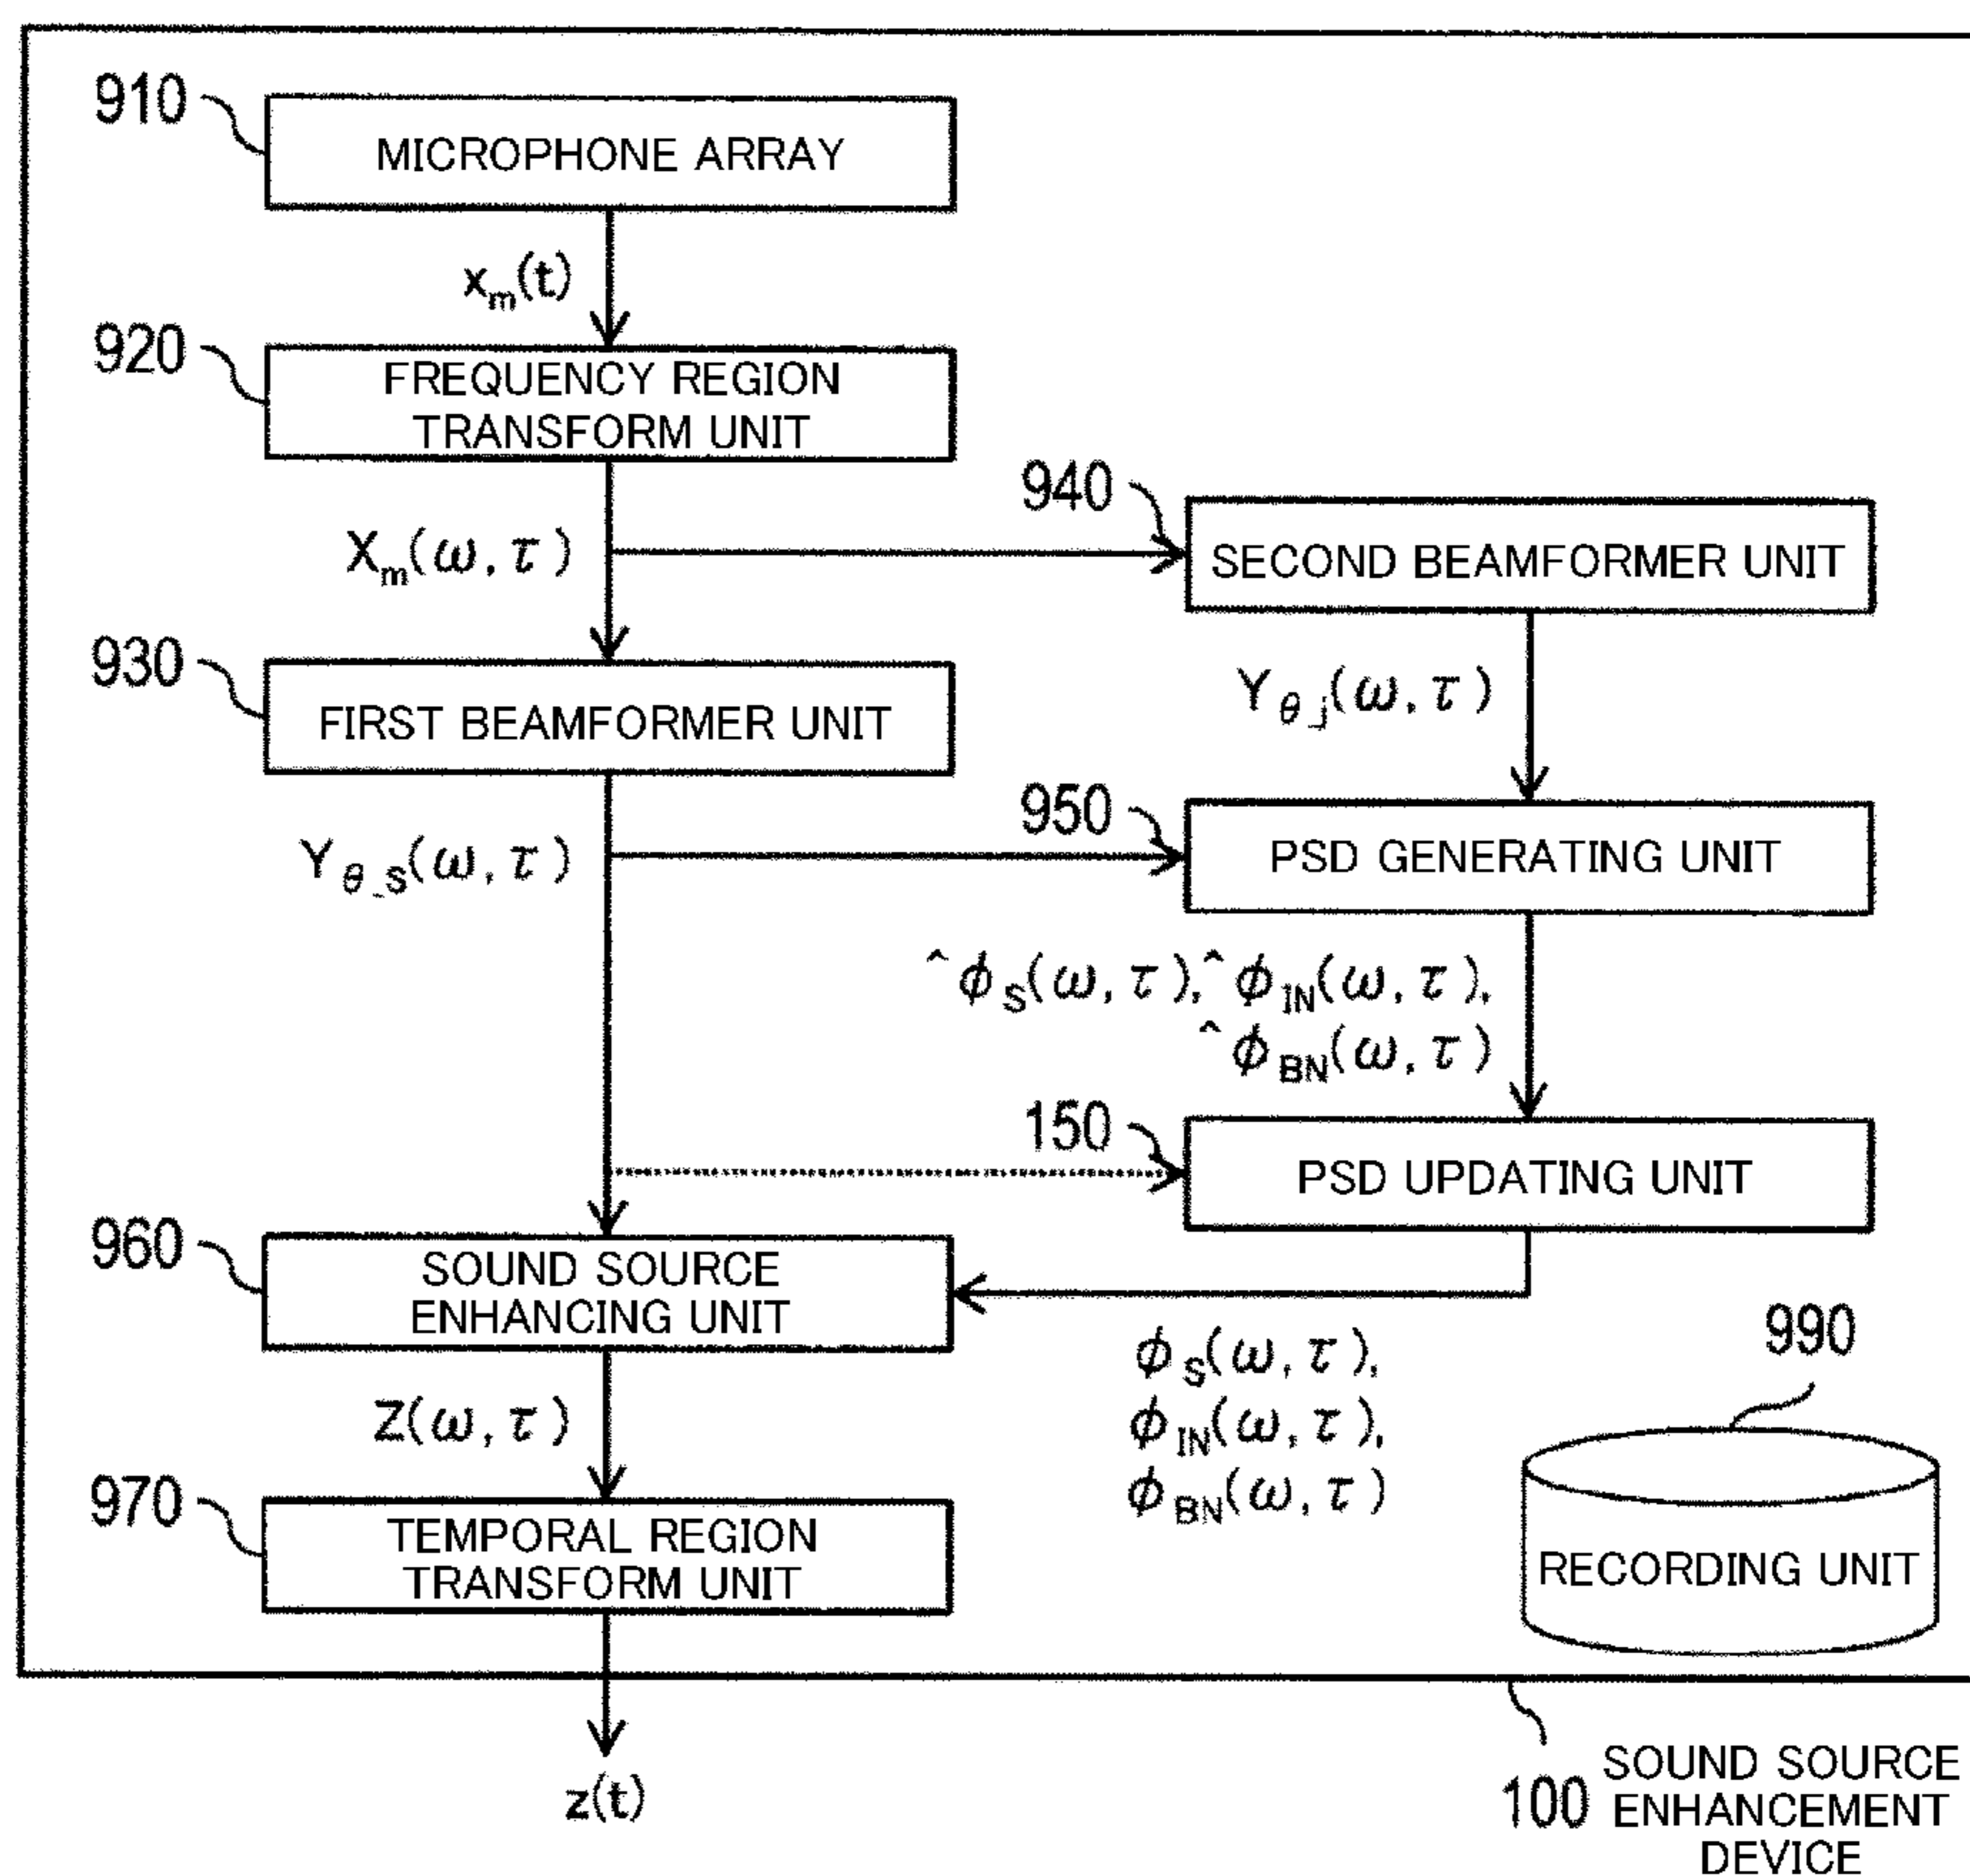 910
MICROPHONE ARRAY
xm(t)
920
FREQUENCY REGION
TRANSFORM UNIT
940
Xm(ω, τ)
SECOND BEAMFORMER UNIT
930
FIRST BEAMFORMER UNIT
Yθ_j(ω, τ)
950
Yθ_S(ω, τ)
PSD GENERATING UNIT
^ϕS(ω, τ), ^ϕIN(ω, τ),
^ϕBN(ω, τ)
150
PSD UPDATING UNIT
960
SOUND SOURCE
ENHANCING UNIT
990
ϕS(ω, τ),
Z(ω, τ)
ϕIN(ω, τ),
ϕBN(ω, τ)
970
TEMPORAL REGION
TRANSFORM UNIT
RECORDING UNIT
z(t)
100
SOUND SOURCE
ENHANCEMENT
DEVICE